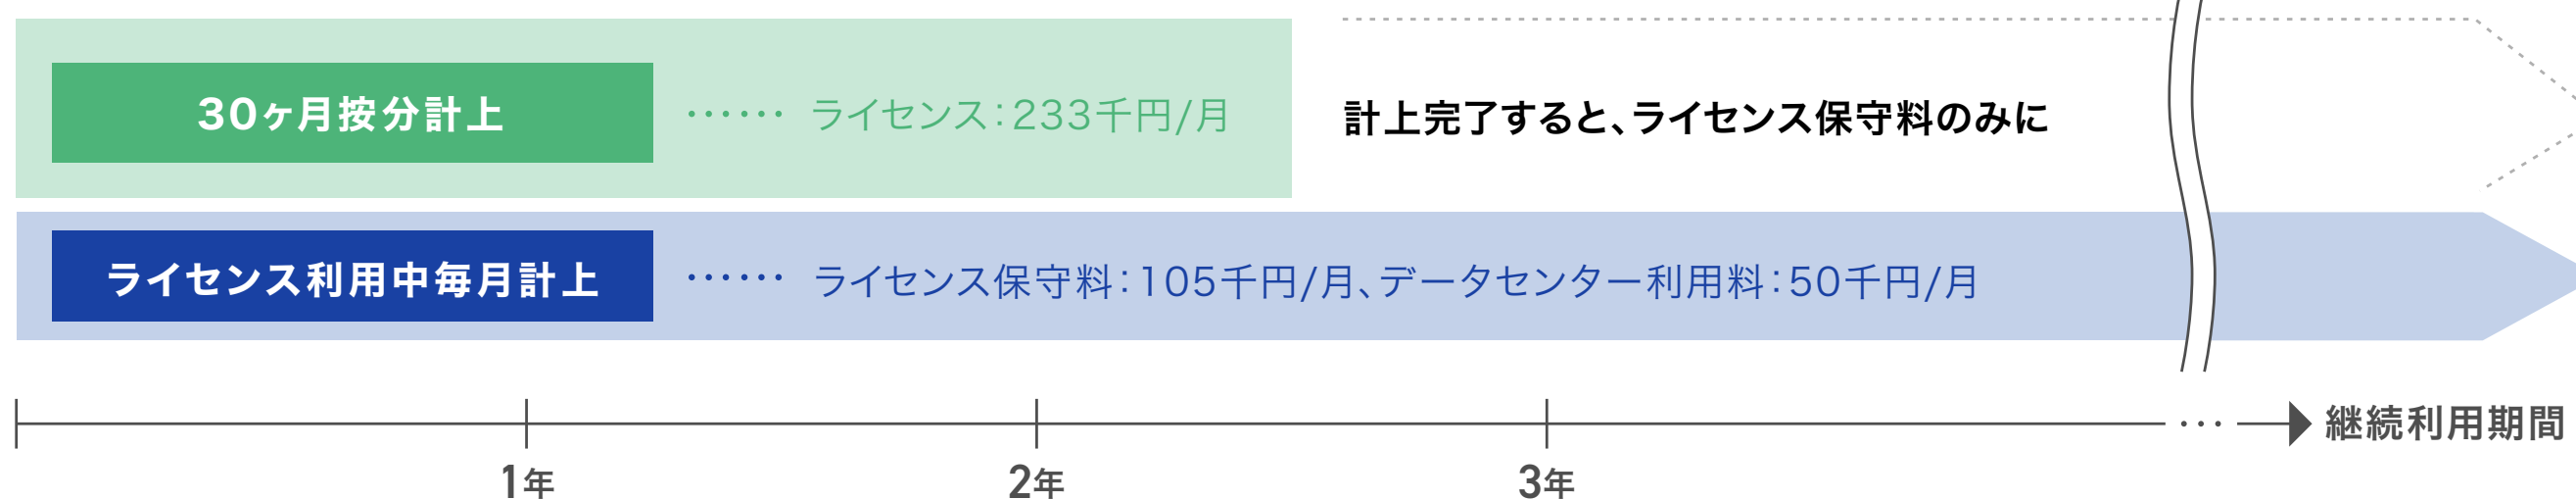 30ヶ月按分計上 ‥‥‥ ライセンス：233千円/月
計上完了すると、ライセンス保守料のみに
ライセンス利用中毎月計上 ‥‥‥ ライセンス保守料：105千円/月、データセンター利用料：50千円/月
… 継続利用期間
1年
2年
3年